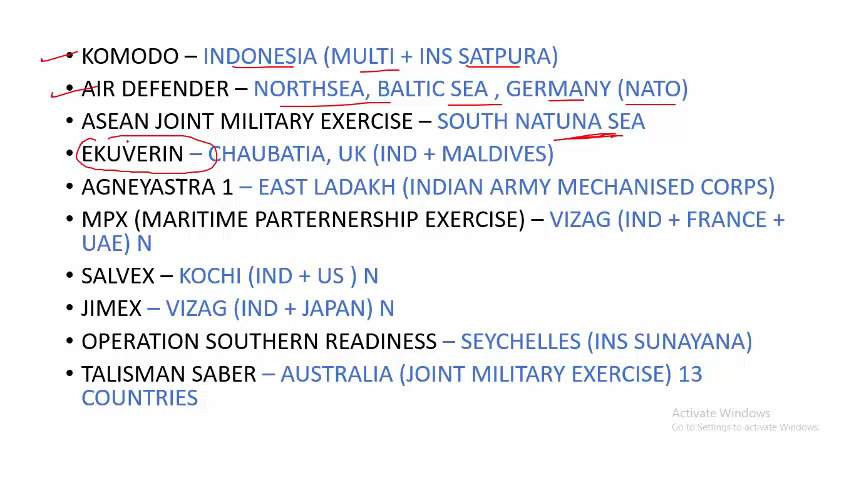 • KOMODO – INDONESIA (MULTI + INS SATPURA)
• AIR DEFENDER – NORTHSEA, BALTIC SEA , GERMANY (NATO)
• ASEAN JOINT MILITARY EXERCISE – SOUTH NATUNA SEA
• EKUVERIN – CHAUBATIA, UK (IND + MALDIVES)
• AGNEYASTRA 1 – EAST LADAKH (INDIAN ARMY MECHANISED CORPS)
• MPX (MARITIME PARTERNERSHIP EXERCISE) – VIZAG (IND + FRANCE +
UAE) N
• SALVEX – KOCHI (IND + US ) N
• JIMEX – VIZAG (IND + JAPAN) N
• OPERATION SOUTHERN READINESS – SEYCHELLES (INS SUNAYANA)
• TALISMAN SABER – AUSTRALIA (JOINT MILITARY EXERCISE) 13
COUNTRIES
Activate Windows
Go to Settings to activate Windows.